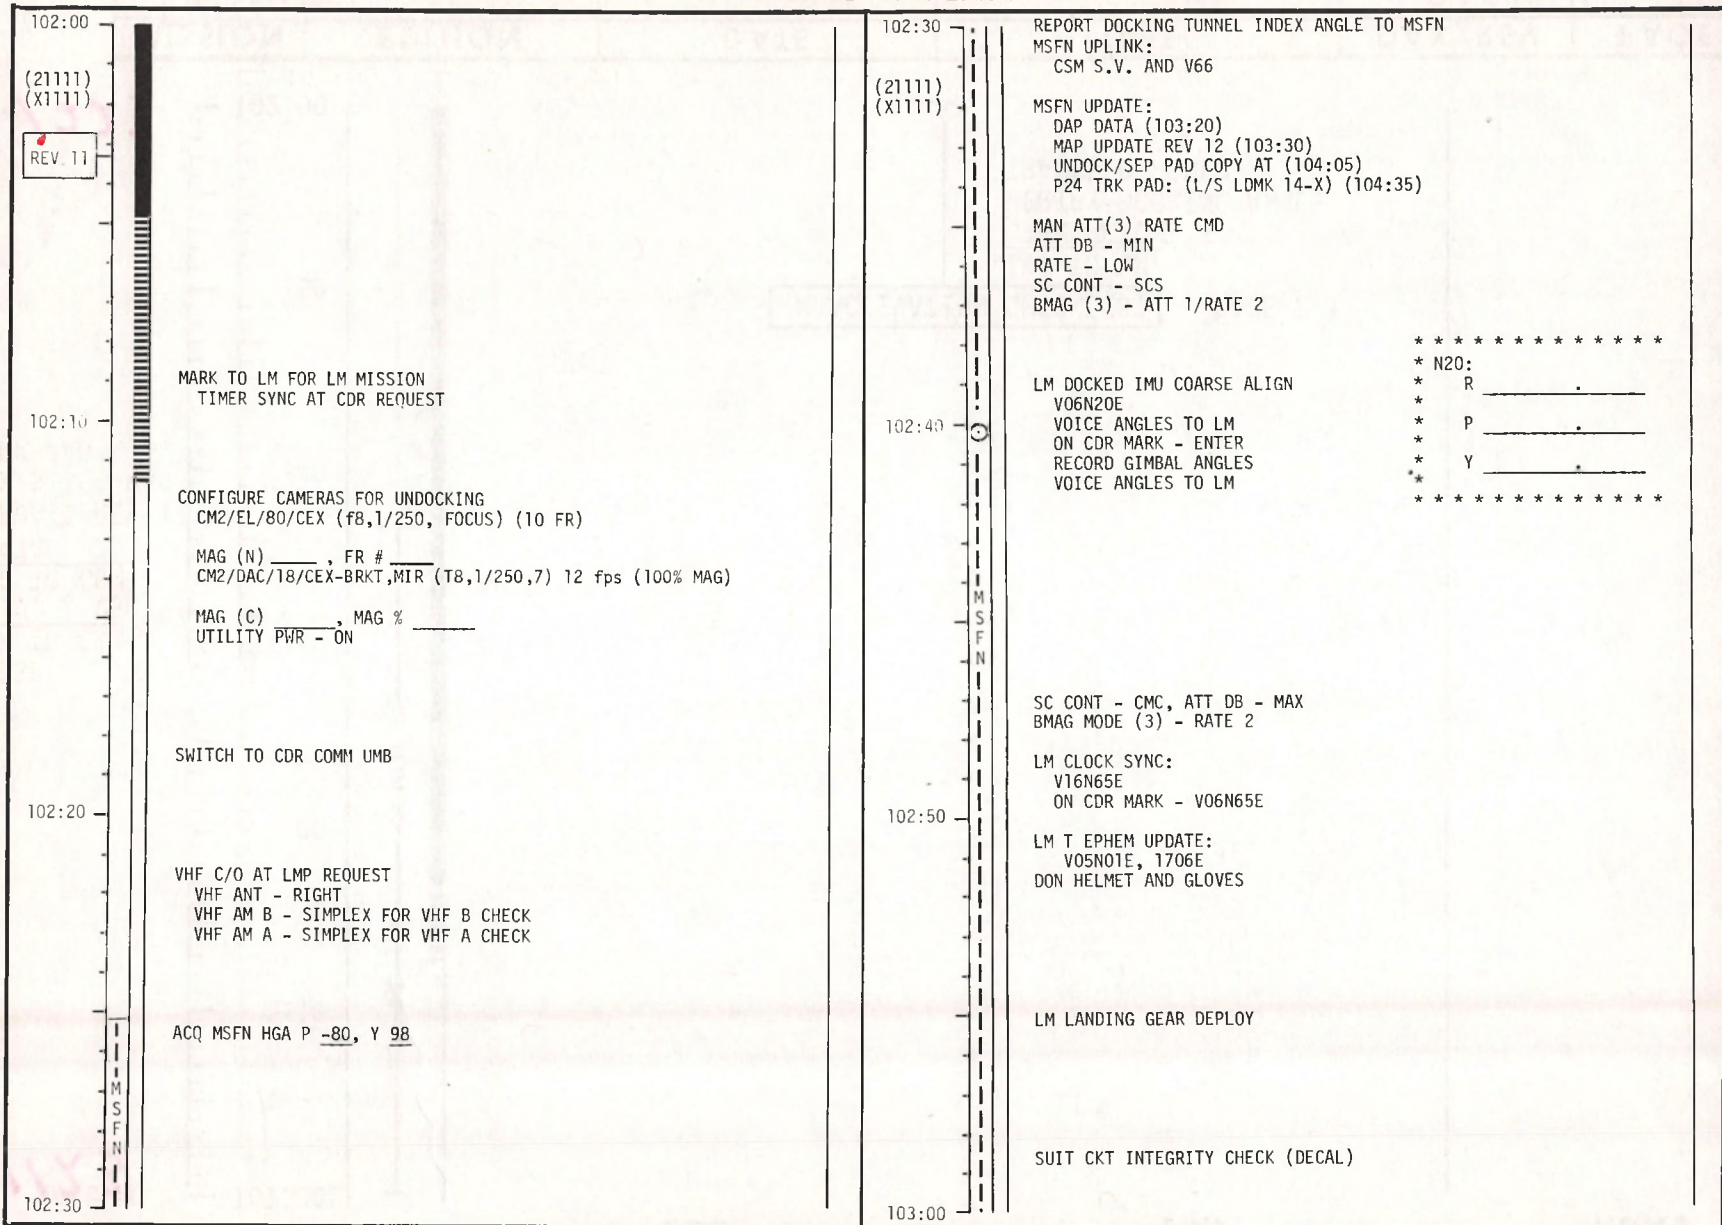 102:00
(21111)
(X1111)
REV 11
MARK TO LM FOR LM MISSION
TIMER SYNC AT CDR REQUEST
102:10
CONFIGURE CAMERAS FOR UNDOCKING
CM2/EL/80/CEX (f8,1/250, FOCUS) (10 FR)
MAG (N) ____ , FR # ____
CM2/DAC/18/CEX-BRKT,MIR (T8,1/250,7) 12 fps (100% MAG)
MAG (C) _____, MAG % _____
UTILITY PWR - ON
SWITCH TO CDR COMM UMB
102:20
VHF C/O AT LMP REQUEST
VHF ANT - RIGHT
VHF AM B - SIMPLEX FOR VHF B CHECK
VHF AM A - SIMPLEX FOR VHF A CHECK
ACQ MSFN HGA P -80, Y 98
MSFN
102:30
102:30
(21111)
(X1111)
REPORT DOCKING TUNNEL INDEX ANGLE TO MSFN
MSFN UPLINK:
CSM S.V. AND V66
MSFN UPDATE:
DAP DATA (103:20)
MAP UPDATE REV 12 (103:30)
UNDOCK/SEP PAD COPY AT (104:05)
P24 TRK PAD: (L/S LDMK 14-X) (104:35)
MAN ATT(3) RATE CMD
ATT DB - MIN
RATE - LOW
SC CONT - SCS
BMAG (3) - ATT 1/RATE 2
LM DOCKED IMU COARSE ALIGN
V06N20E
102:40
VOICE ANGLES TO LM
ON CDR MARK - ENTER
RECORD GIMBAL ANGLES
VOICE ANGLES TO LM
* * * * * * * * * * * * *
* N20:
* R ______.______
*
* P ______.______
*
* Y ______.______
*
* * * * * * * * * * * * *
MSFN
SC CONT - CMC, ATT DB - MAX
BMAG MODE (3) - RATE 2
LM CLOCK SYNC:
V16N65E
ON CDR MARK - V06N65E
102:50
LM T EPHEM UPDATE:
V05N01E, 1706E
DON HELMET AND GLOVES
LM LANDING GEAR DEPLOY
SUIT CKT INTEGRITY CHECK (DECAL)
103:00